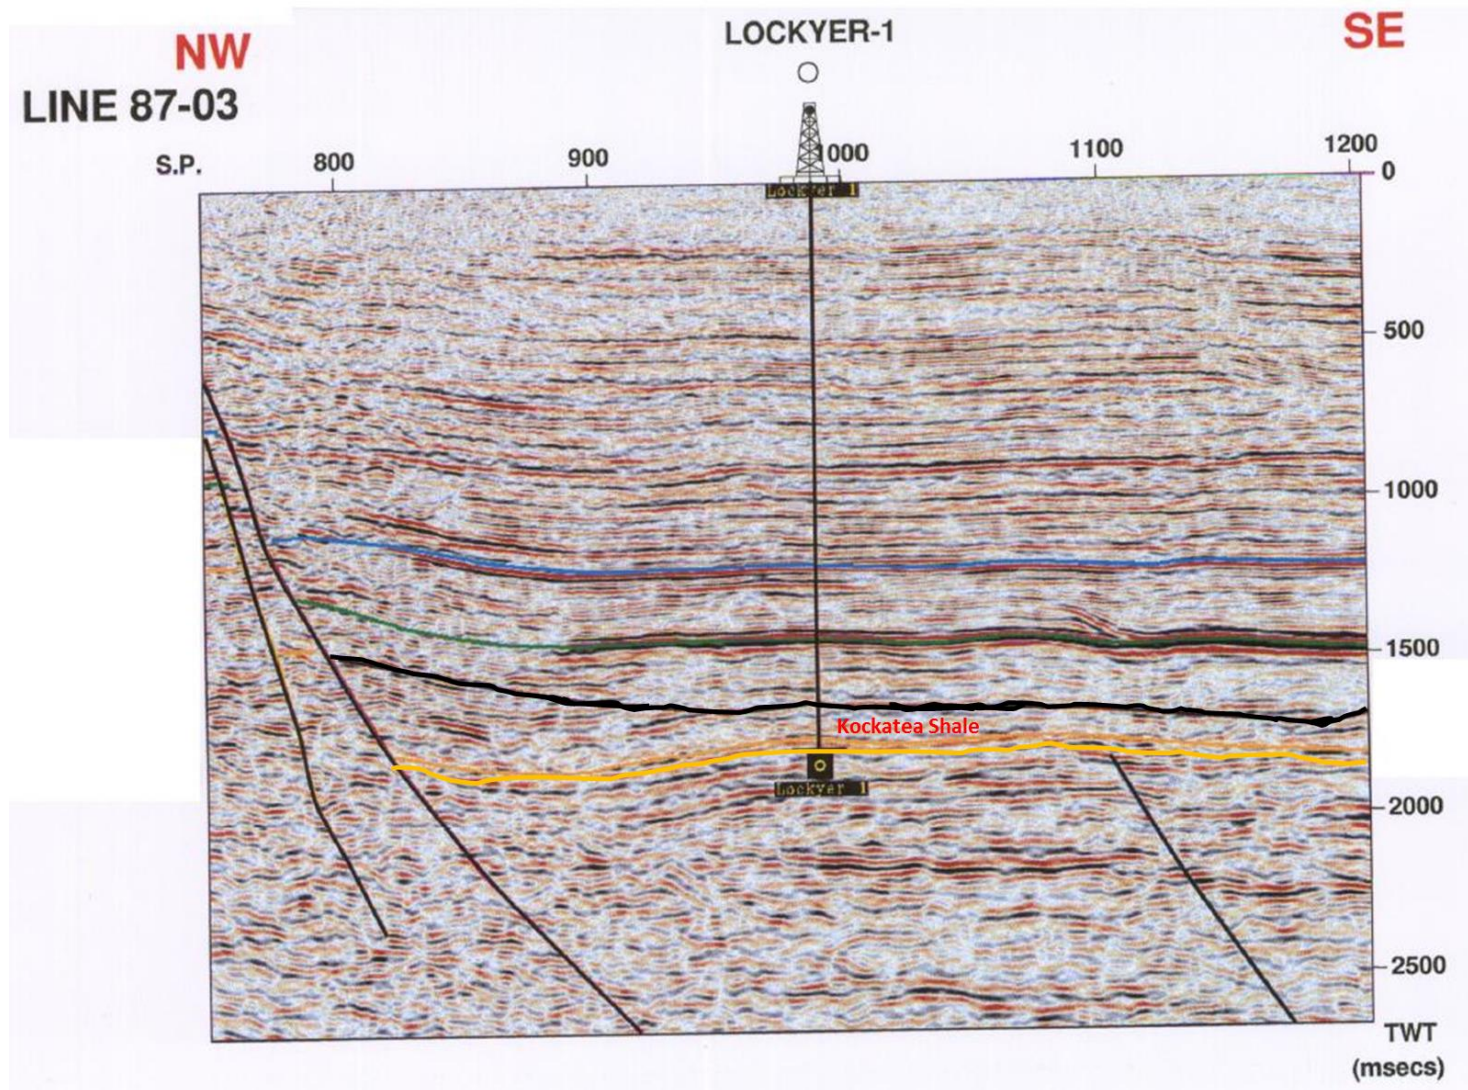 LOCKYER-1
NW
SE
LINE 87-03
S.P.
800
900
1000
1100
1200
0
Lockyer 1
500
1000
1500
Kockatea Shale
Lockyer 1
2000
2500
TWT
(msecs)